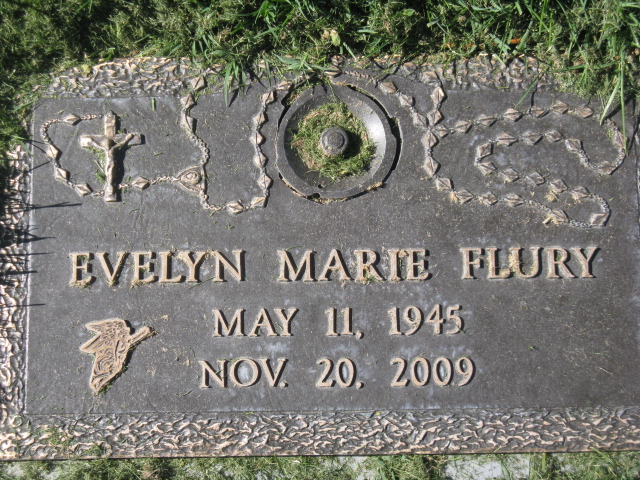 EVELYN MARIE FLURY
MAY 11, 1945
NOV. 20, 2009